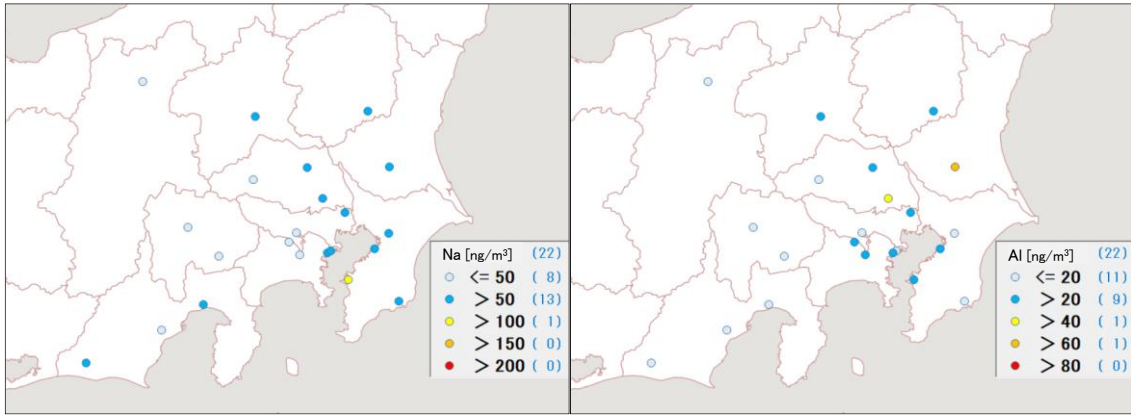 Na [ng/m³] (22)
<= 50 ( 8)
> 50 (13)
> 100 ( 1)
> 150 ( 0)
> 200 ( 0)
Al [ng/m³] (22)
<= 20 (11)
> 20 ( 9)
> 40 ( 1)
> 60 ( 1)
> 80 ( 0)